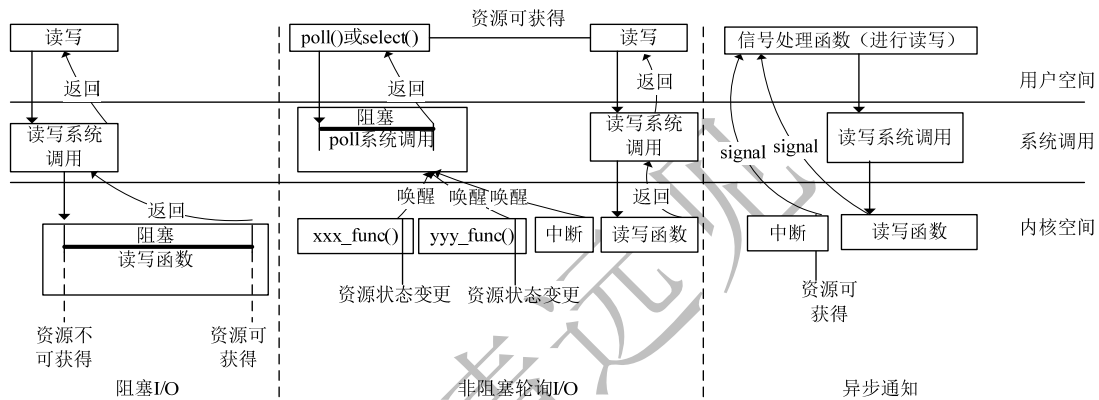 资源可获得
读写
poll()或select()
读写
信号处理函数（进行读写）
返回
返回
返回
用户空间
读写系统
调用
阻塞
poll系统调用
读写系统
调用
signal
signal
读写系统调用
系统调用
返回
唤醒
唤醒
唤醒
返回
阻塞
读写函数
xxx_func()
yyy_func()
中断
读写函数
中断
读写函数
内核空间
资源状态变更
资源状态变更
资源可
获得
资源不
可获得
资源可
获得
阻塞I/O
非阻塞轮询I/O
异步通知